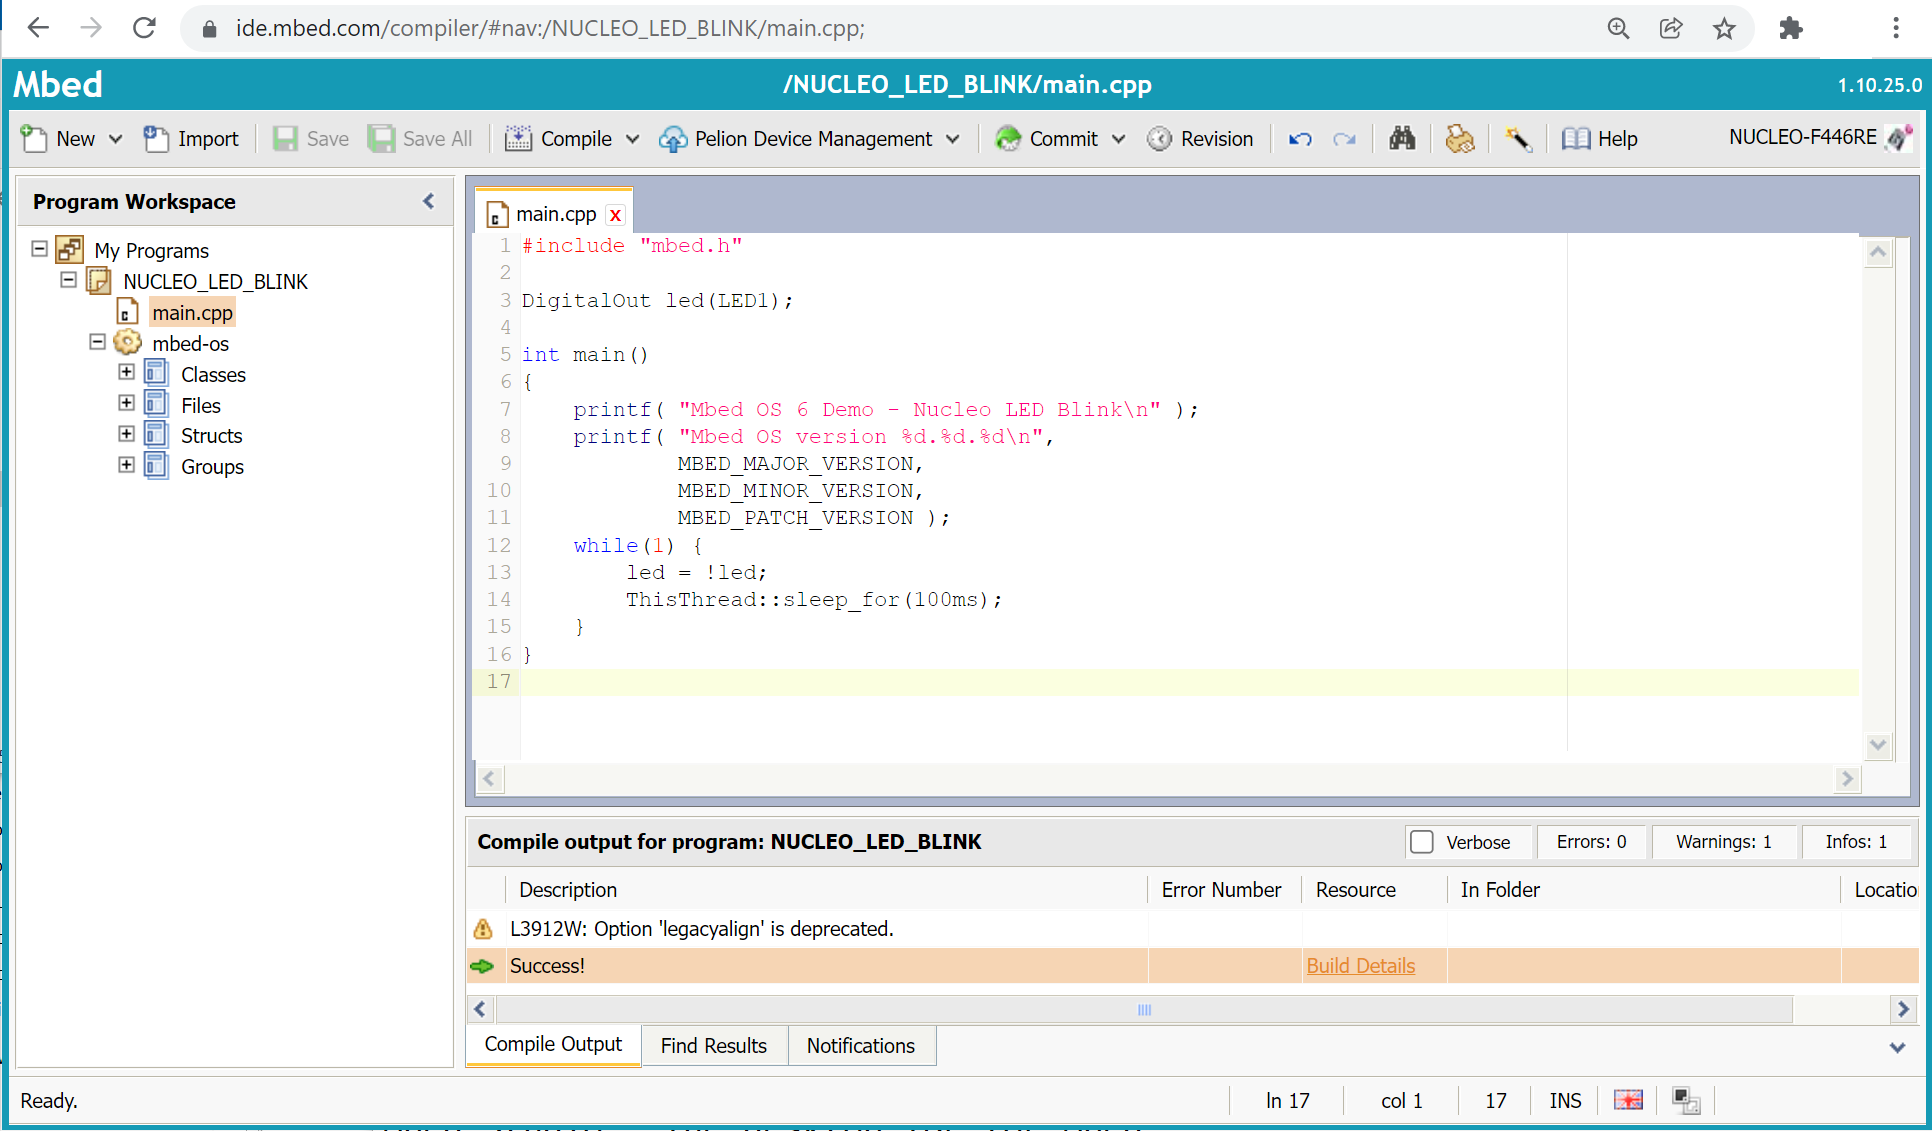 ide.mbed.com/compiler/#nav:/NUCLEO_LED_BLINK/main.cpp;
Mbed /NUCLEO_LED_BLINK/main.cpp 1.10.25.0
New Import Save Save All Compile Pelion Device Management Commit Revision Help NUCLEO-F446RE
Program Workspace
My Programs
NUCLEO_LED_BLINK
main.cpp
mbed-os
Classes
Files
Structs
Groups
main.cpp x
1 #include "mbed.h"
2
3 DigitalOut led(LED1);
4
5 int main()
6 {
7     printf( "Mbed OS 6 Demo - Nucleo LED Blink\n" );
8     printf( "Mbed OS version %d.%d.%d\n",
9             MBED_MAJOR_VERSION,
10             MBED_MINOR_VERSION,
11             MBED_PATCH_VERSION );
12     while(1) {
13         led = !led;
14         ThisThread::sleep_for(100ms);
15     }
16 }
17
Compile output for program: NUCLEO_LED_BLINK Verbose Errors: 0 Warnings: 1 Infos: 1
Description Error Number Resource In Folder Locatio
L3912W: Option 'legacyalign' is deprecated.
Success! Build Details
Compile Output Find Results Notifications
Ready. ln 17 col 1 17 INS